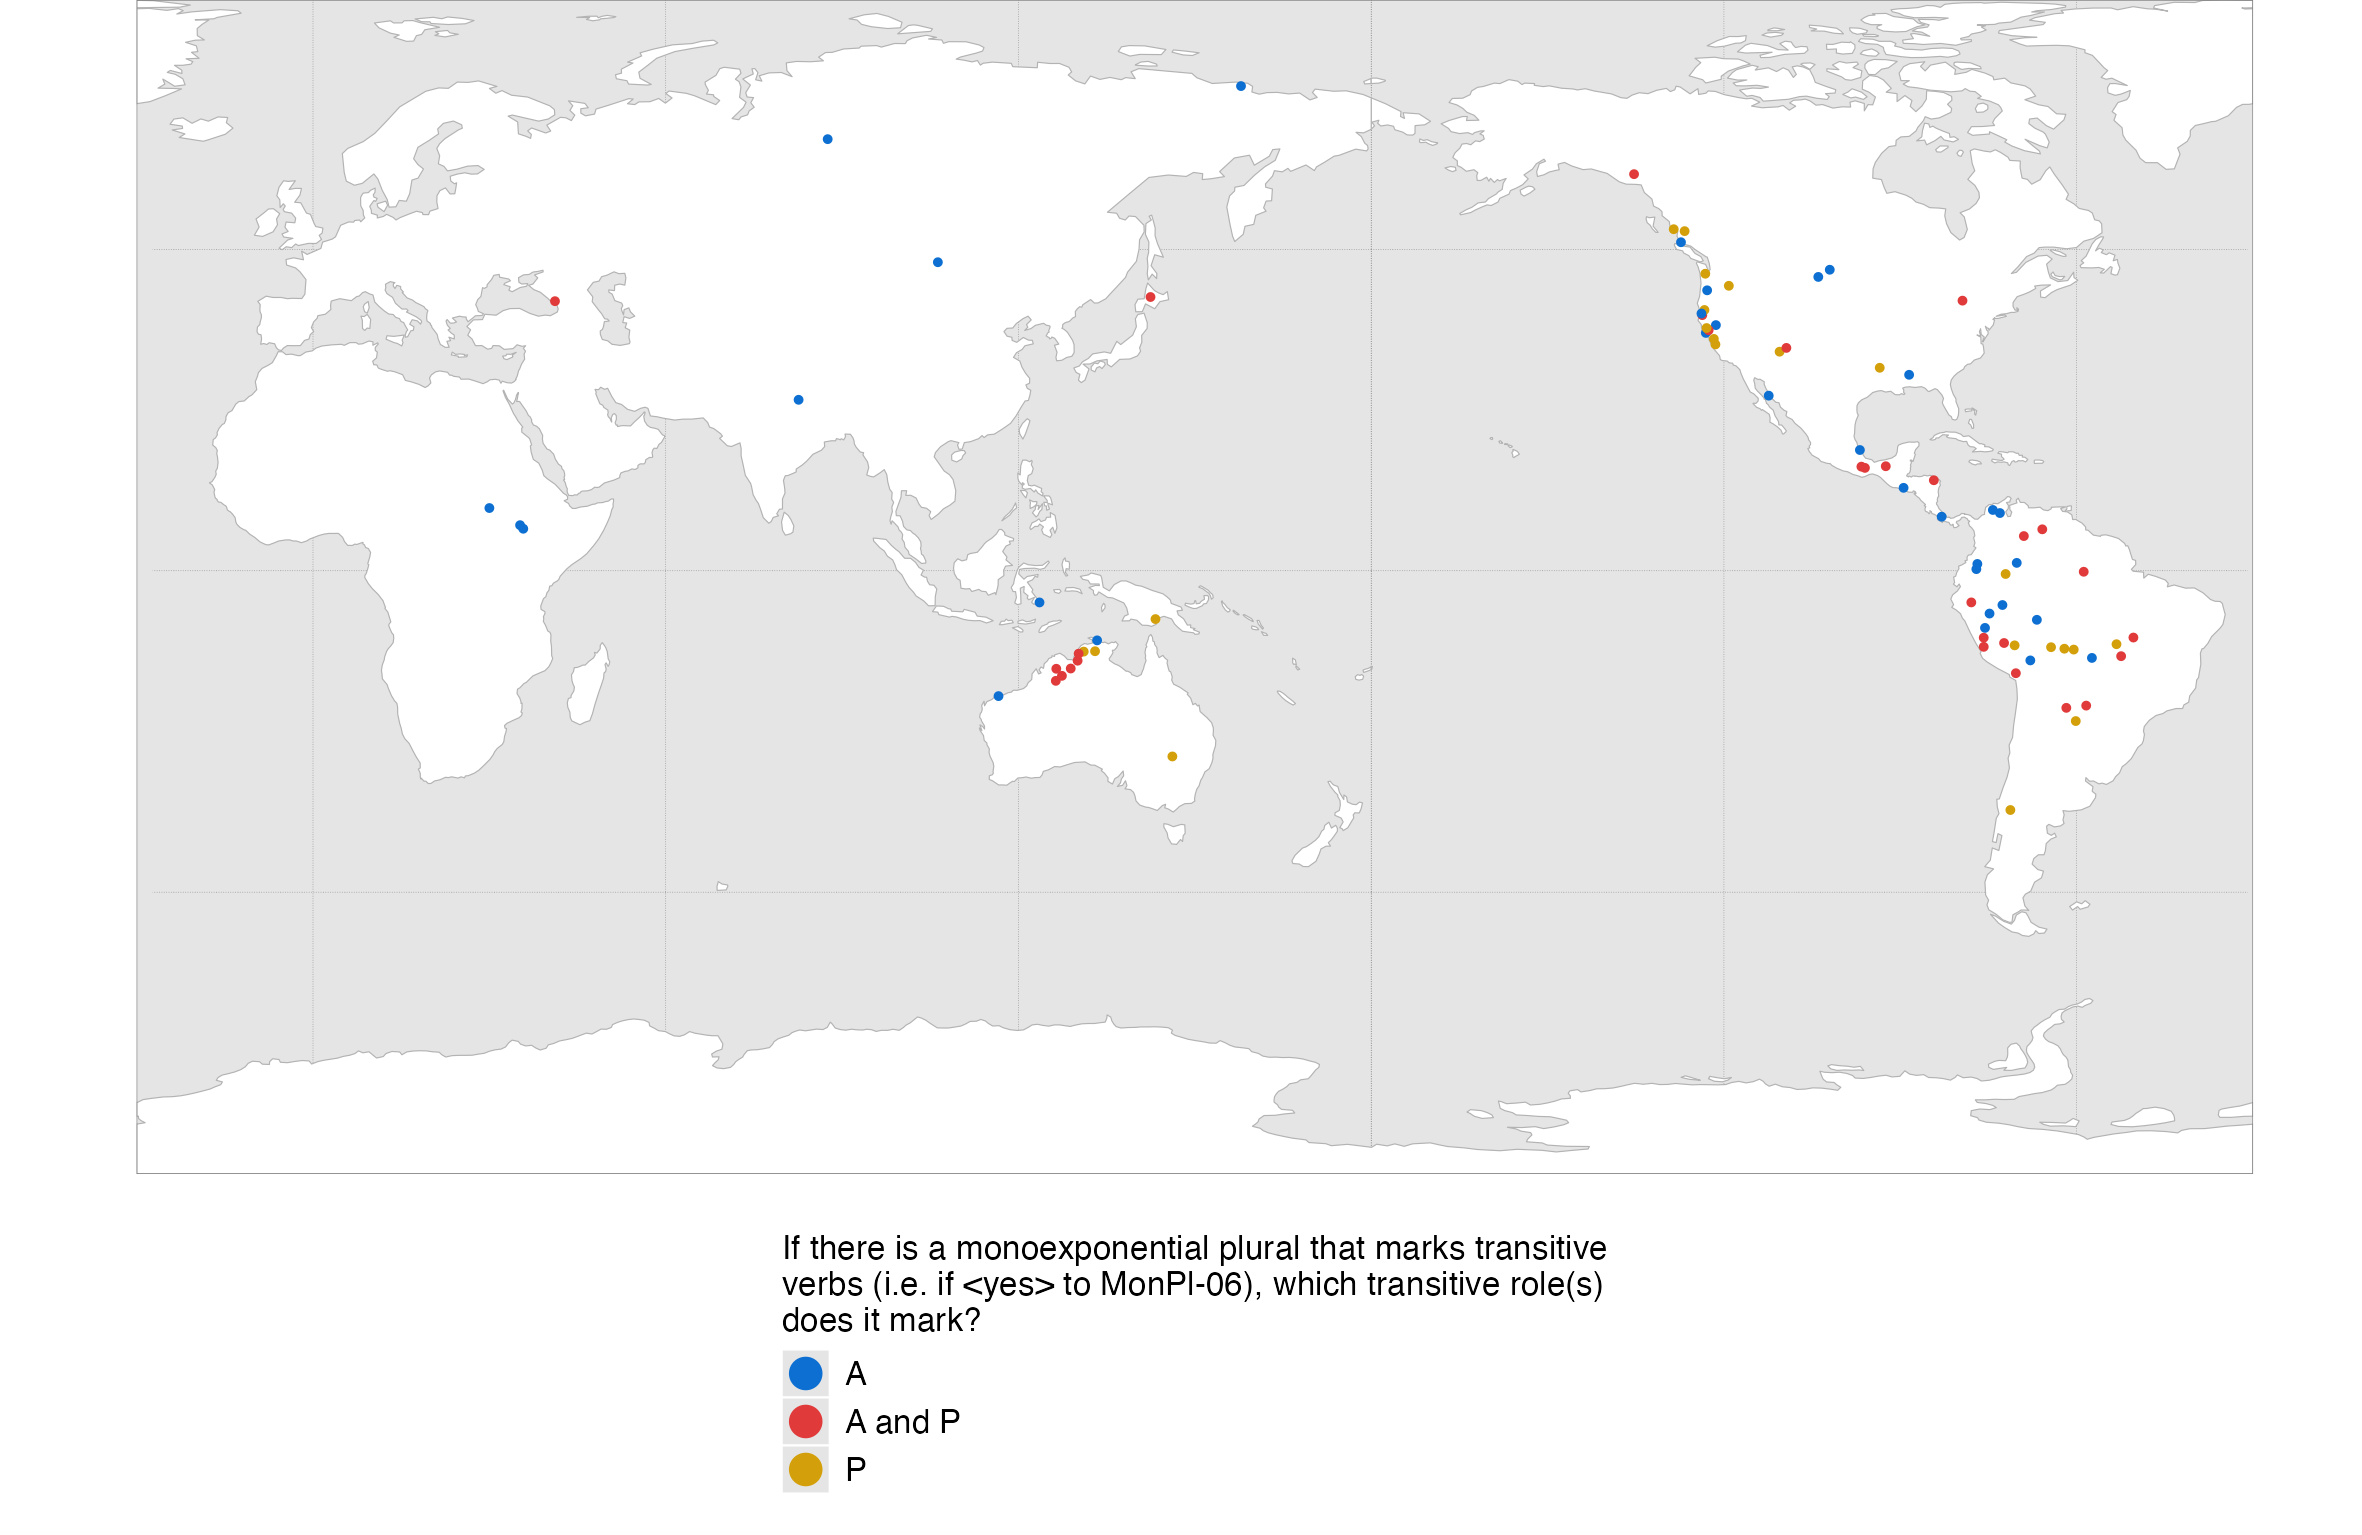 If there is a monoexponential plural that marks transitive
verbs (i.e. if <yes> to MonPl-06), which transitive role(s)
does it mark?
A
A and P
P